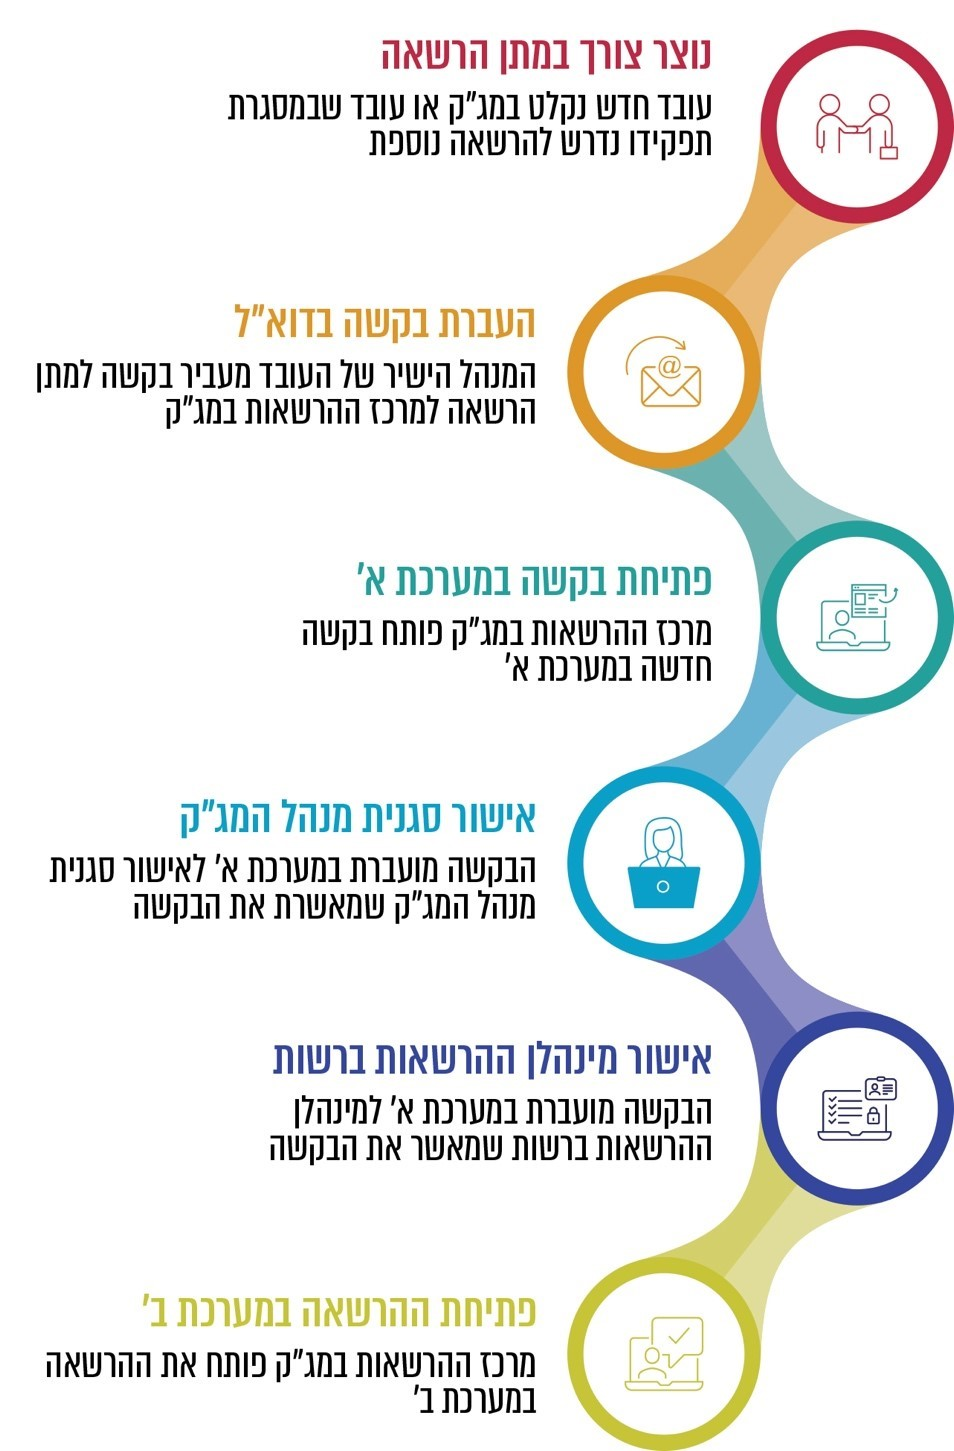 נוצר צורך במתן הרשאה
עובד חדש נקלט במג"ק או עובד שבמסגרת
תפקידו נדרש להרשאה נוספת
העברת בקשה בדוא"ל
המנהל הישיר של העובד מעביר בקשה למתן
הרשאה למרכז ההרשאות במג"ק
@
פתיחת בקשה במערכת א'
מרכז ההרשאות במג"ק פותח בקשה
חדשה במערכת א'
אישור סגנית מנהל המג"ק
הבקשה מועברת במערכת א' לאישור סגנית
מנהל המג"ק שמאשרת את הבקשה
אישור מינהלן ההרשאות ברשות
הבקשה מועברת במערכת א' למינהלן
ההרשאות ברשות שמאשר את הבקשה
פתיחת ההרשאה במערכת ב'
מרכז ההרשאות במג"ק פותח את ההרשאה
במערכת ב'